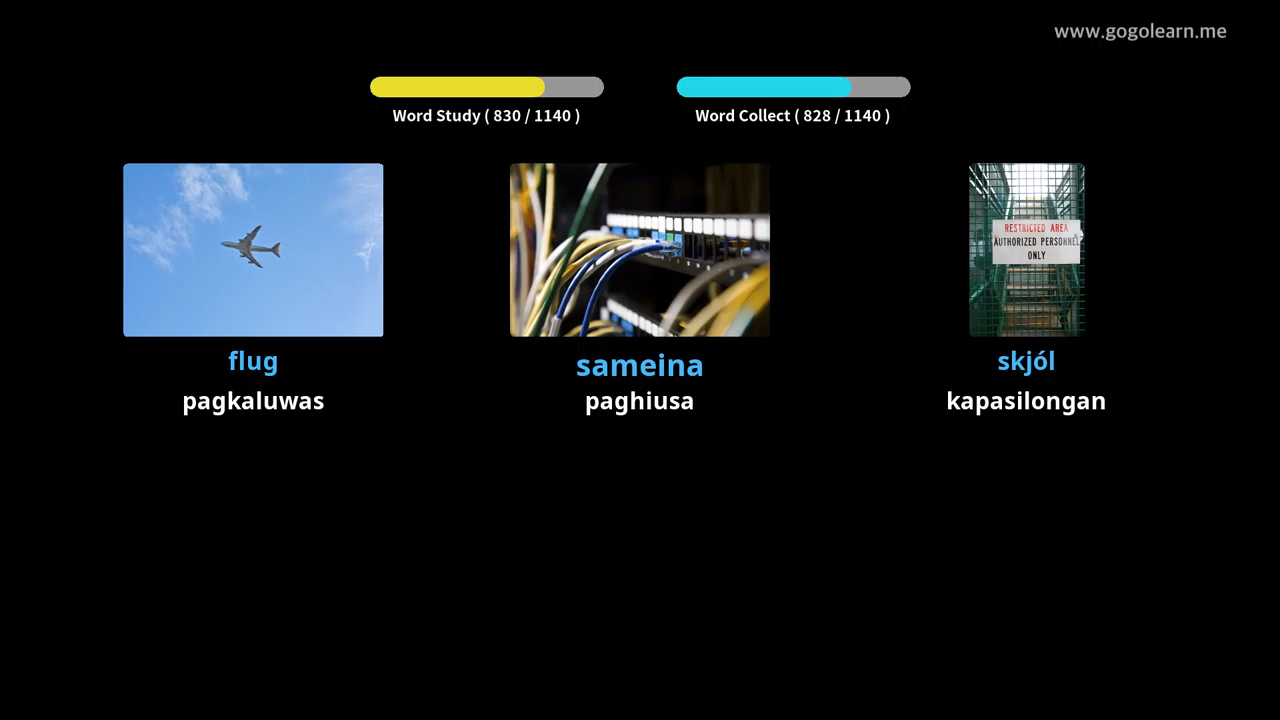 www.gogolearn.me
Word Study ( 830 / 1140 )
Word Collect ( 828 / 1140 )
RESTRICTED AREA
AUTHORIZED PERSONNEL
ONLY
flug
sameina
skjól
pagkaluwas
paghiusa
kapasilongan